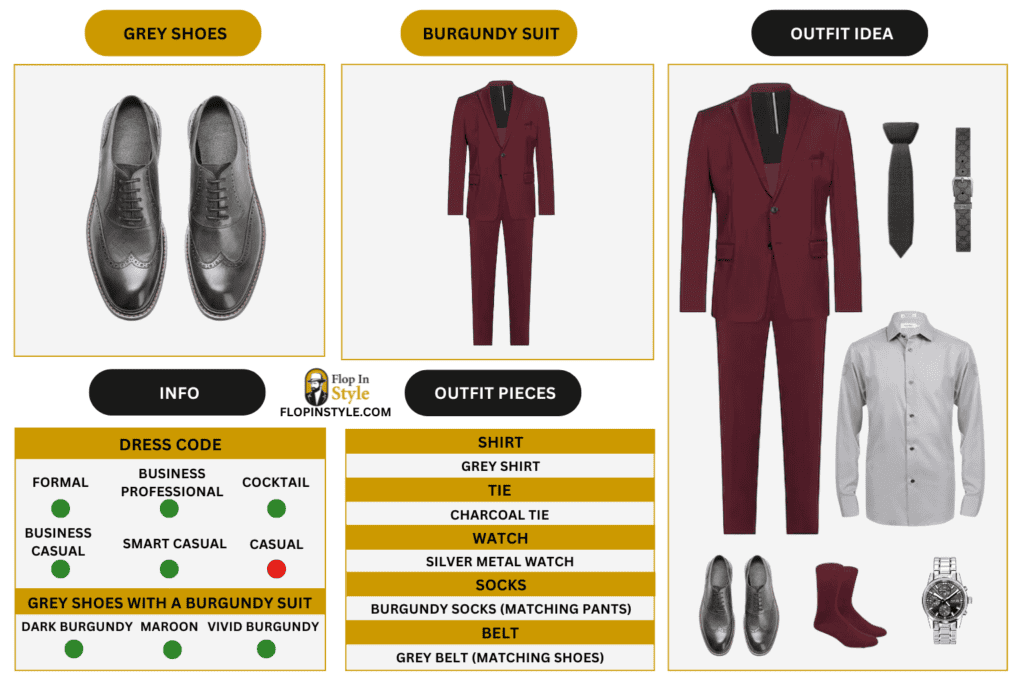 GREY SHOES
BURGUNDY SUIT
OUTFIT IDEA
INFO
Flop In
Style
FLOPINSTYLE.COM
OUTFIT PIECES
DRESS CODE
FORMAL
BUSINESS
PROFESSIONAL
COCKTAIL
BUSINESS
CASUAL
SMART CASUAL
CASUAL
GREY SHOES WITH A BURGUNDY SUIT
DARK BURGUNDY
MAROON
VIVID BURGUNDY
SHIRT
GREY SHIRT
TIE
CHARCOAL TIE
WATCH
SILVER METAL WATCH
SOCKS
BURGUNDY SOCKS (MATCHING PANTS)
BELT
GREY BELT (MATCHING SHOES)